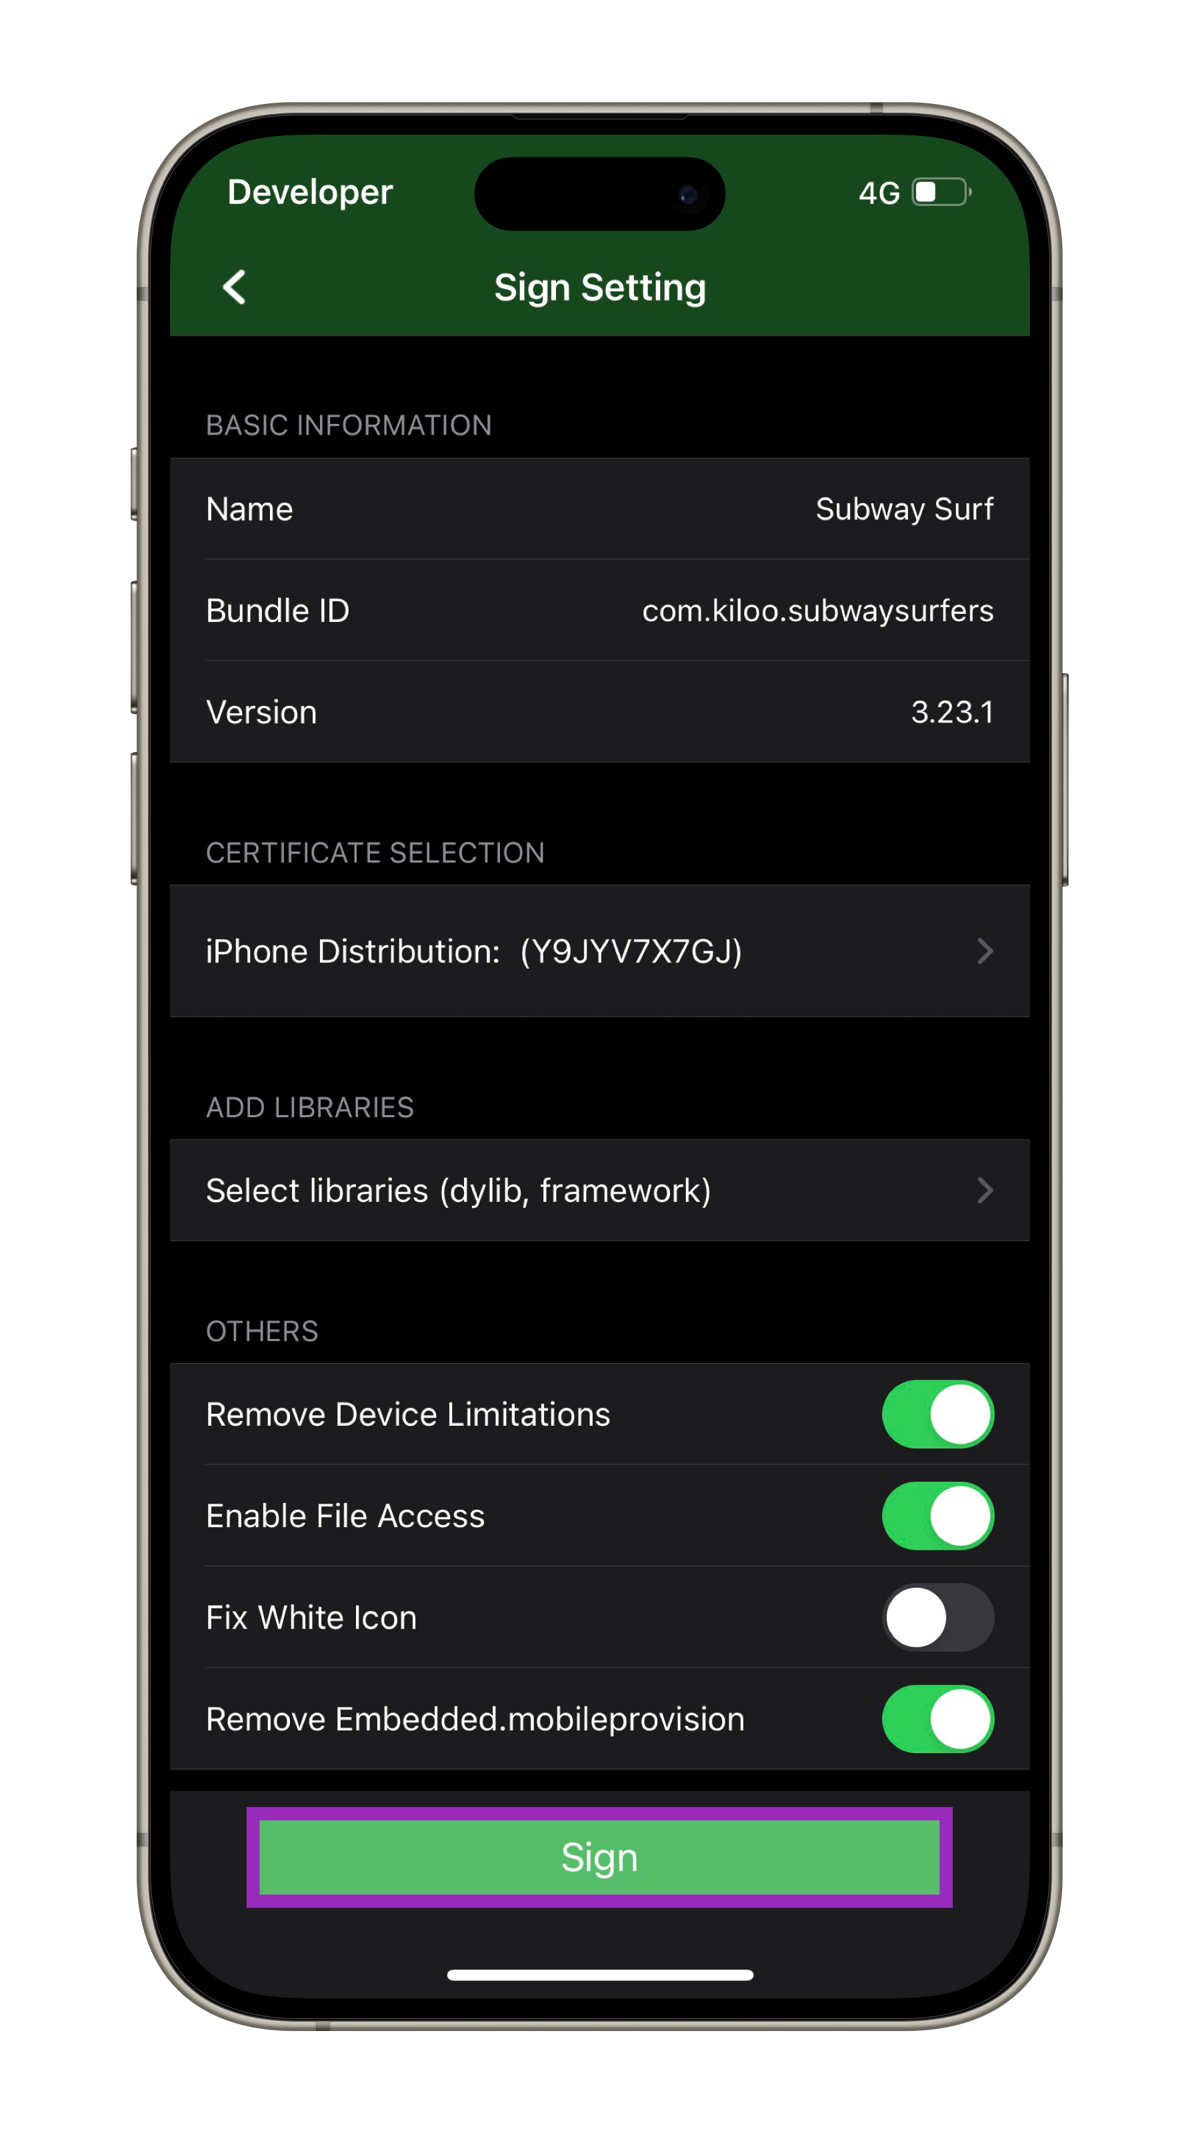 Developer 4G
Sign Setting
BASIC INFORMATION
Name Subway Surf
Bundle ID com.kiloo.subwaysurfers
Version 3.23.1
CERTIFICATE SELECTION
iPhone Distribution: (Y9JYV7X7GJ)
ADD LIBRARIES
Select libraries (dylib, framework)
OTHERS
Remove Device Limitations
Enable File Access
Fix White Icon
Remove Embedded.mobileprovision
Sign